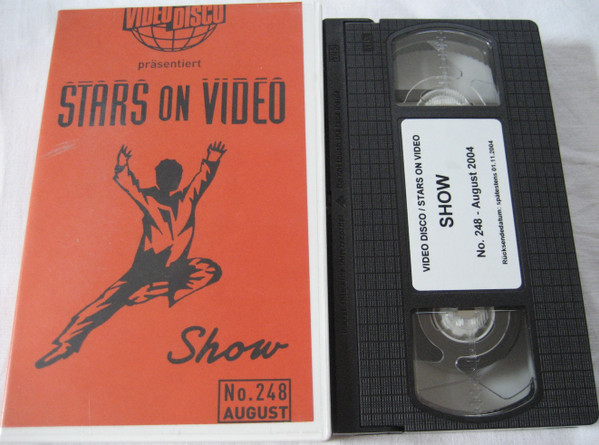 VIDEO DISCO
präsentiert
STARS ON VIDEO
Show
No. 248
AUGUST
VIDEO DISCO / STARS ON VIDEO
SHOW
No. 248 - August 2004
Rücksendedatum: spätestens 01.11.2004